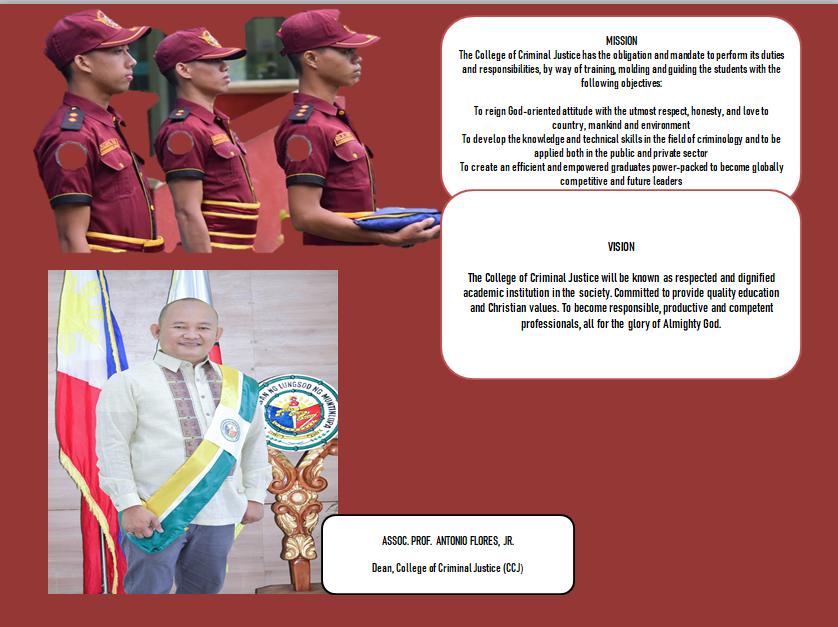 MISSION
The College of Criminal Justice has the obligation and mandate to perform its duties
and responsibilities, by way of training, molding and guiding the students with the
following objectives:
To reign God-oriented attitude with the utmost respect, honesty, and love to
country, mankind and environment
To develop the knowledge and technical skills in the field of criminology and to be
applied both in the public and private sector
To create an efficient and empowered graduates power-packed to become globally
competitive and future leaders
VISION
The College of Criminal Justice will be known as respected and dignified
academic institution in the society. Committed to provide quality education
and Christian values. To become responsible, productive and competent
professionals, all for the glory of Almighty God.
AN NG LUNGSOD NG MUNTINLUPA
ASSOC. PROF. ANTONIO FLORES, JR.
Dean, College of Criminal Justice (CCJ)